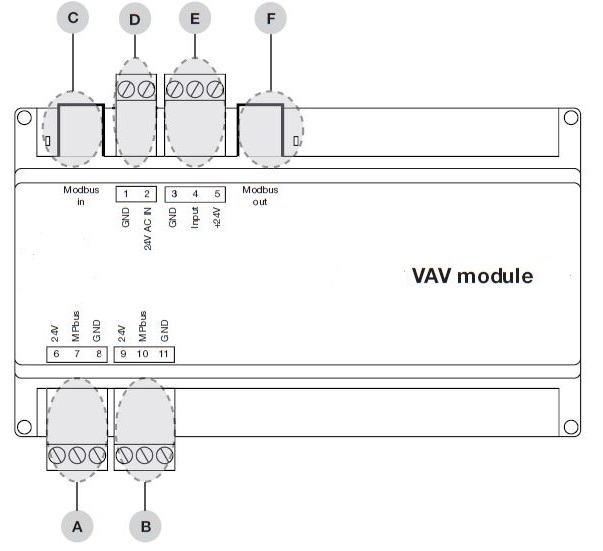 C D E F
Modbus in
1 2
3 4 5
Modbus out
GND
24V AC IN
GND
Input
+24V
VAV module
24V
MPbus
GND
24V
MPbus
GND
6 7 8
9 10 11
A B